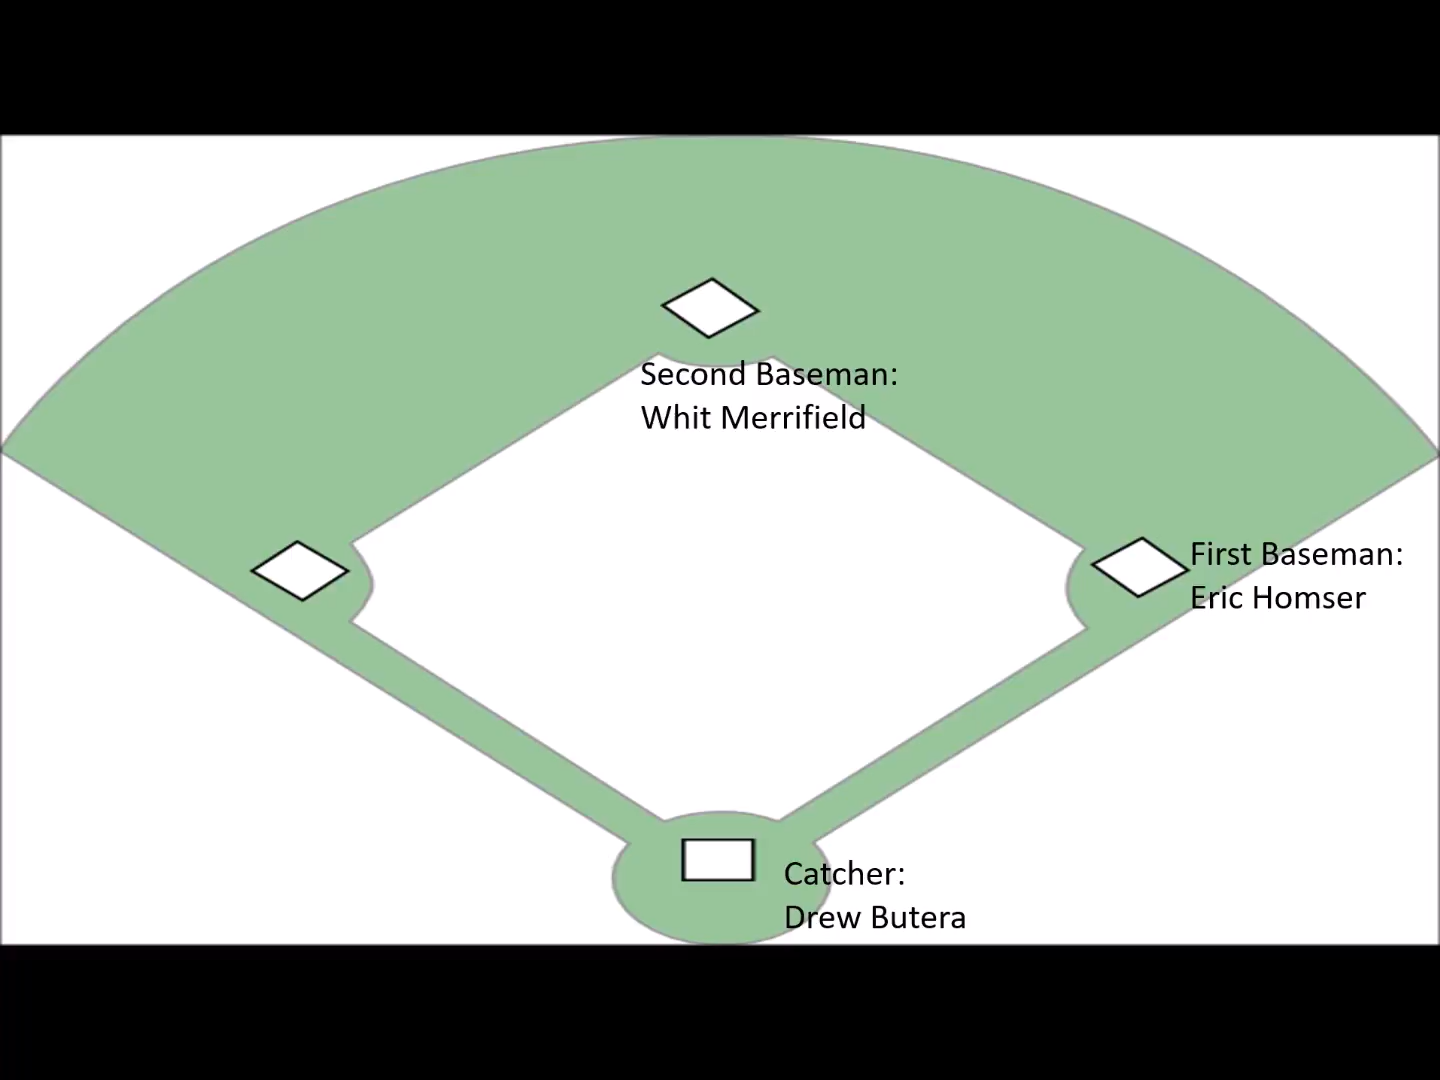 Second Baseman:
Whit Merrifield
First Baseman:
Eric Homser
Catcher:
Drew Butera